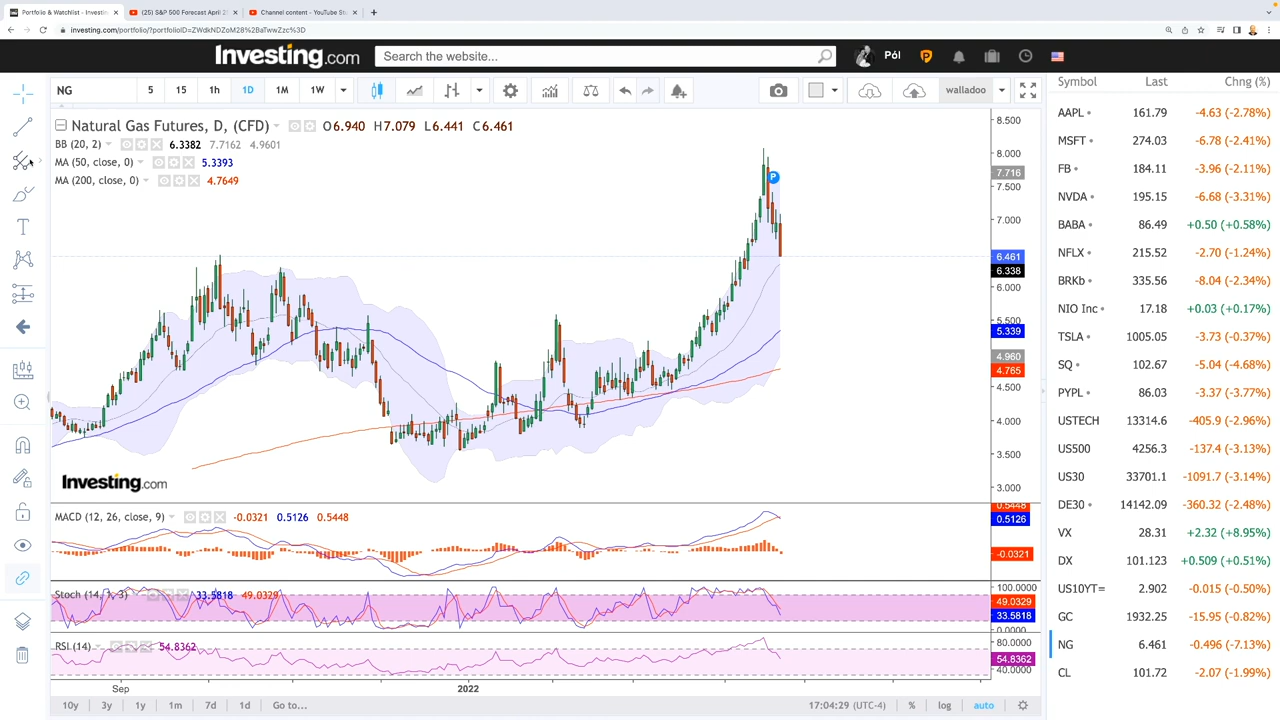 Portfolio & Watchlist - Investin
(25) S&P 500 Forecast April 2
Channel content - YouTube St
investing.com/portfolio/?portfolioID=ZWdkNDZoM28%2BaTwwZzc%3D
Investing.com
Search the website...
Pól
NG
5 15 1h 1D 1M 1W
walladoo
Natural Gas Futures, D, (CFD) O6.940 H7.079 L6.441 C6.461
BB (20, 2) 6.3382 7.7162 4.9601
MA (50, close, 0) 5.3393
MA (200, close, 0) 4.7649
P
8.500
8.000
7.716
7.500
7.000
6.461
6.338
6.000
5.500
5.339
4.960
4.765
4.500
4.000
3.500
3.000
Investing.com
MACD (12, 26, close, 9) -0.0321 0.5126 0.5448
0.5448
0.5126
-0.0321
33.5818 49.0329
100.0000
49.0329
33.5818
0.0000
RSI (14) 54.8362
80.0000
54.8362
40.0000
Sep 2022
10y 3y 1y 1m 7d 1d Go to...
17:04:29 (UTC-4) % log auto
Symbol Last Chng (%)
AAPL 161.79 -4.63 (-2.78%)
MSFT 274.03 -6.78 (-2.41%)
FB 184.11 -3.96 (-2.11%)
NVDA 195.15 -6.68 (-3.31%)
BABA 86.49 +0.50 (+0.58%)
NFLX 215.52 -2.70 (-1.24%)
BRKb 335.56 -8.04 (-2.34%)
NIO Inc 17.18 +0.03 (+0.17%)
TSLA 1005.05 -3.73 (-0.37%)
SQ 102.67 -5.04 (-4.68%)
PYPL 86.03 -3.37 (-3.77%)
USTECH 13314.6 -405.9 (-2.96%)
US500 4256.3 -137.4 (-3.13%)
US30 33701.1 -1091.7 (-3.14%)
DE30 14142.09 -360.32 (-2.48%)
VX 28.31 +2.32 (+8.95%)
DX 101.123 +0.509 (+0.51%)
US10YT= 2.902 -0.015 (-0.50%)
GC 1932.25 -15.95 (-0.82%)
NG 6.461 -0.496 (-7.13%)
CL 101.72 -2.07 (-1.99%)